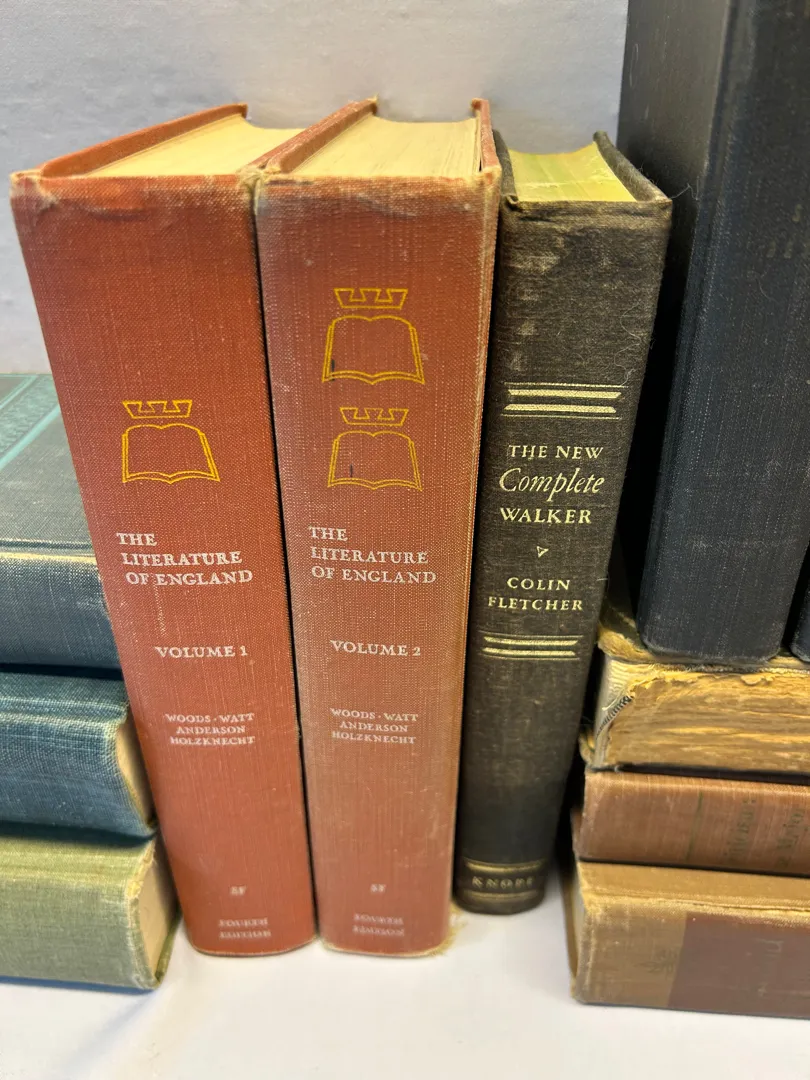 THE
LITERATURE
OF ENGLAND
VOLUME 1
WOODS · WATT
ANDERSON
HOLZKNECHT
SF
FOURTH
EDITION
THE
LITERATURE
OF ENGLAND
VOLUME 2
WOODS · WATT
ANDERSON
HOLZKNECHT
SF
FOURTH
EDITION
THE NEW
Complete
WALKER
COLIN
FLETCHER
KNOPF